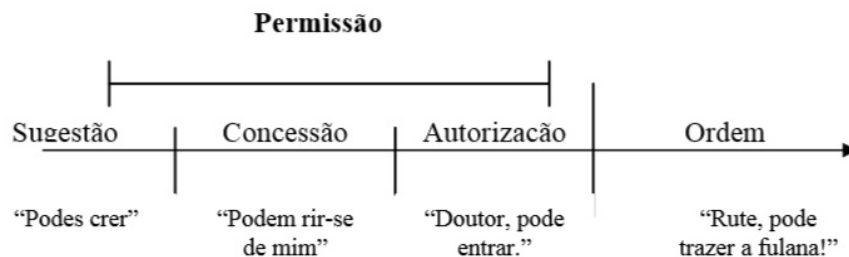 Permissão
Sugestão Concessão Autorização Ordem
“Podes crer” “Podem rir-se “Doutor, pode “Rute, pode
de mim” entrar.” trazer a fulana!”